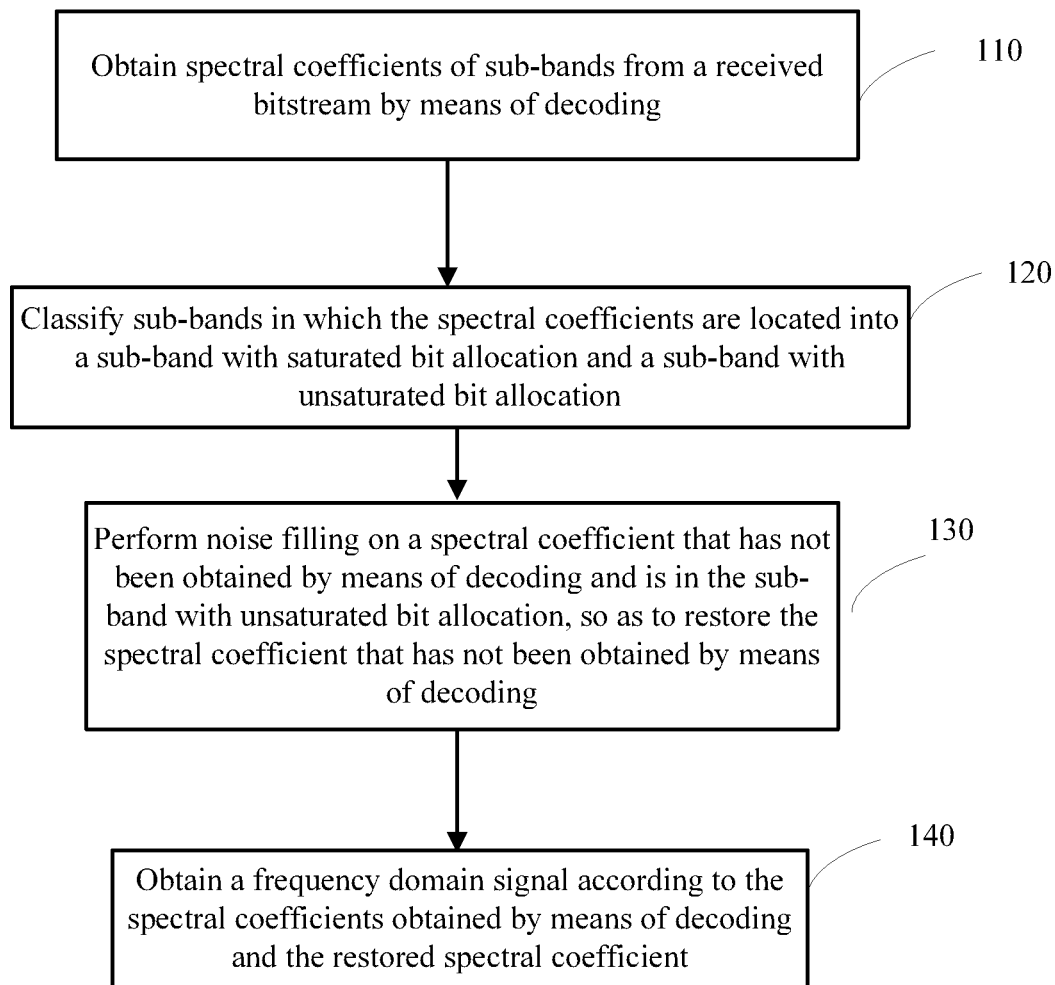 Obtain spectral coefficients of sub-bands from a received
bitstream by means of decoding
110
Classify sub-bands in which the spectral coefficients are located into
a sub-band with saturated bit allocation and a sub-band with
unsaturated bit allocation
120
Perform noise filling on a spectral coefficient that has not
been obtained by means of decoding and is in the sub-
band with unsaturated bit allocation, so as to restore the
spectral coefficient that has not been obtained by means
of decoding
130
Obtain a frequency domain signal according to the
spectral coefficients obtained by means of decoding
and the restored spectral coefficient
140